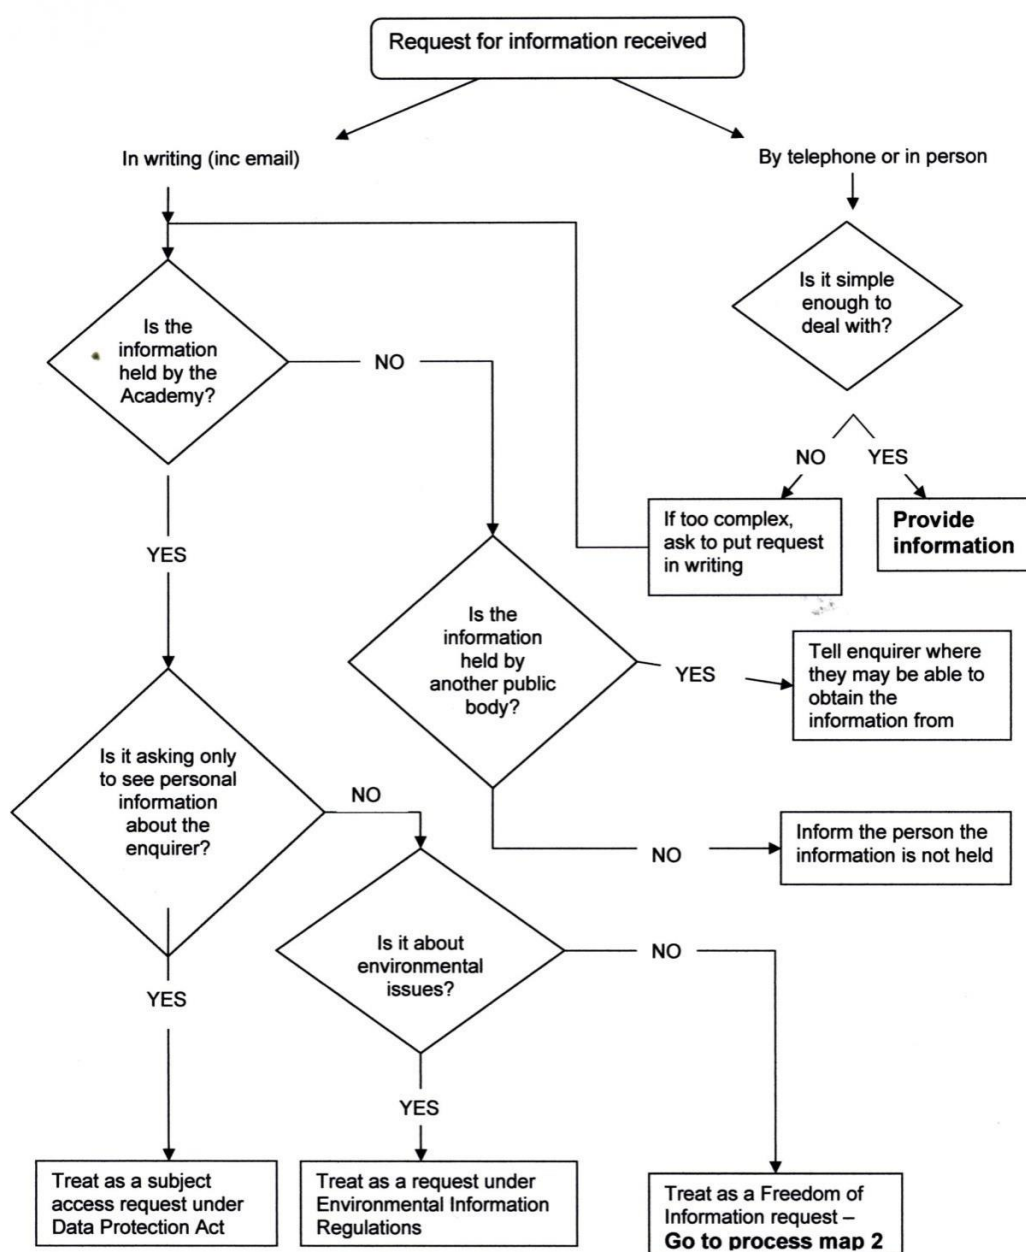 Request for information received
In writing (inc email)
By telephone or in person
Is it simple
enough to
deal with?
Is the
information
held by the
Academy?
NO
NO
YES
If too complex,
ask to put request
in writing
Provide
information
YES
Is the
information
held by
another public
body?
YES
Tell enquirer where
they may be able to
obtain the
information from
Is it asking only
to see personal
information
about the
enquirer?
NO
Inform the person the
information is not held
NO
Is it about
environmental
issues?
NO
YES
YES
Treat as a subject
access request under
Data Protection Act
Treat as a request under
Environmental Information
Regulations
Treat as a Freedom of
Information request –
Go to process map 2